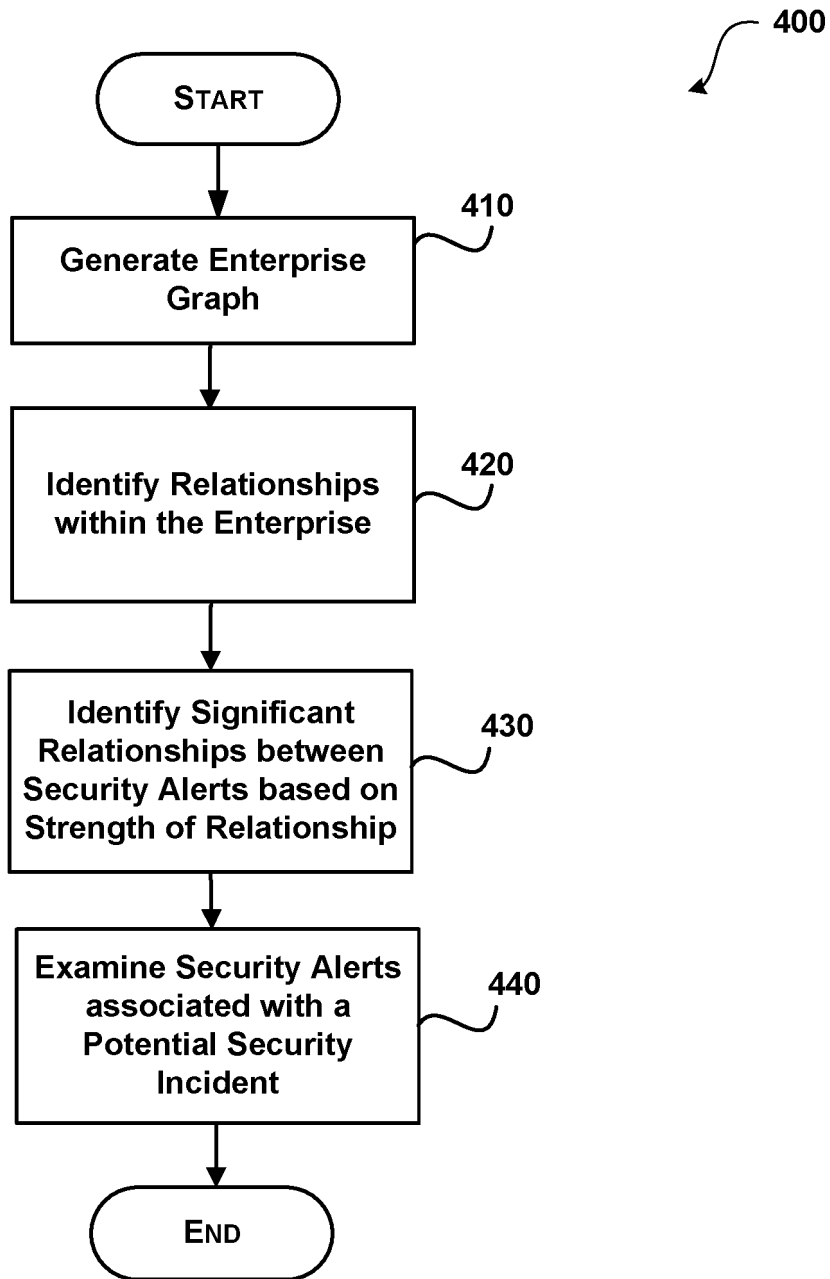 400
START
410
Generate Enterprise
Graph
420
Identify Relationships
within the Enterprise
430
Identify Significant
Relationships between
Security Alerts based on
Strength of Relationship
440
Examine Security Alerts
associated with a
Potential Security
Incident
END